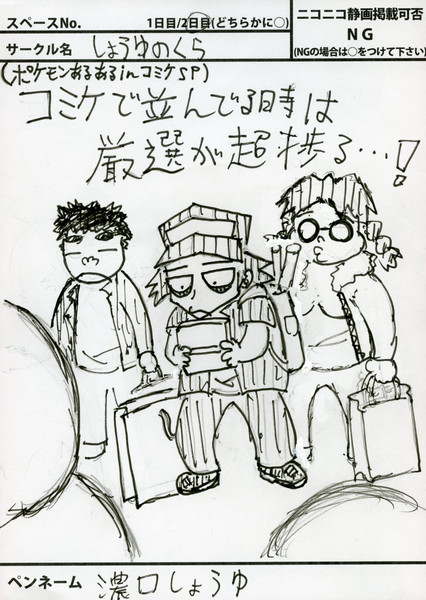 スペースNo.
1日目/2日目(どちらかに○)
ニコニコ静画掲載可否
NG
(NGの場合は○をつけて下さい)
サークル名
しょうゆのくら
(ポケモンあるあるinコミケSP)
コミケで並んでる時は
厳選が超捗る…!
ペンネーム
濃口しょうゆ